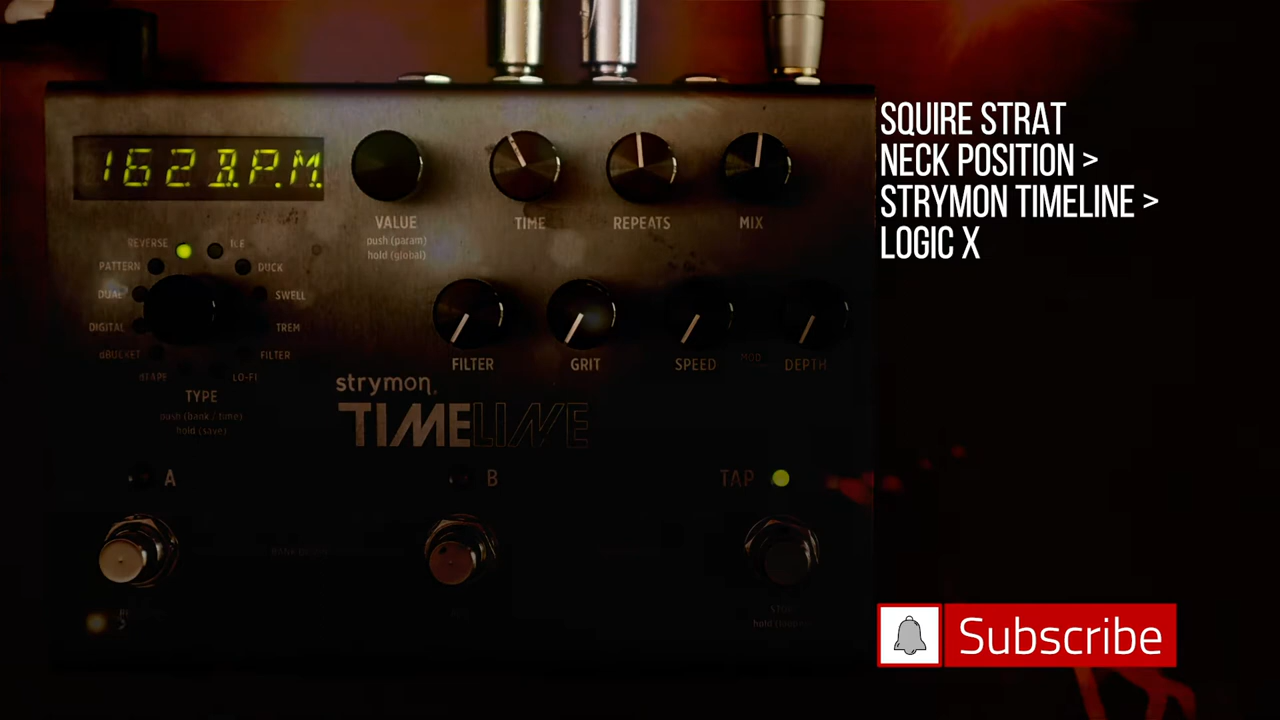 SQUIRE STRAT
NECK POSITION >
STRYMON TIMELINE >
LOGIC X
162 B.P.M.
VALUE
push (param)
hold (global)
TIME
REPEATS
MIX
REVERSE
ICE
PATTERN
DUCK
DUAL
SWELL
DIGITAL
TREM
dBUCKET
FILTER
dTAPE
LO-FI
TYPE
push (bank / time)
hold (save)
FILTER
GRIT
SPEED
MOD
DEPTH
strymon
TIMELINE
A
B
TAP
Subscribe